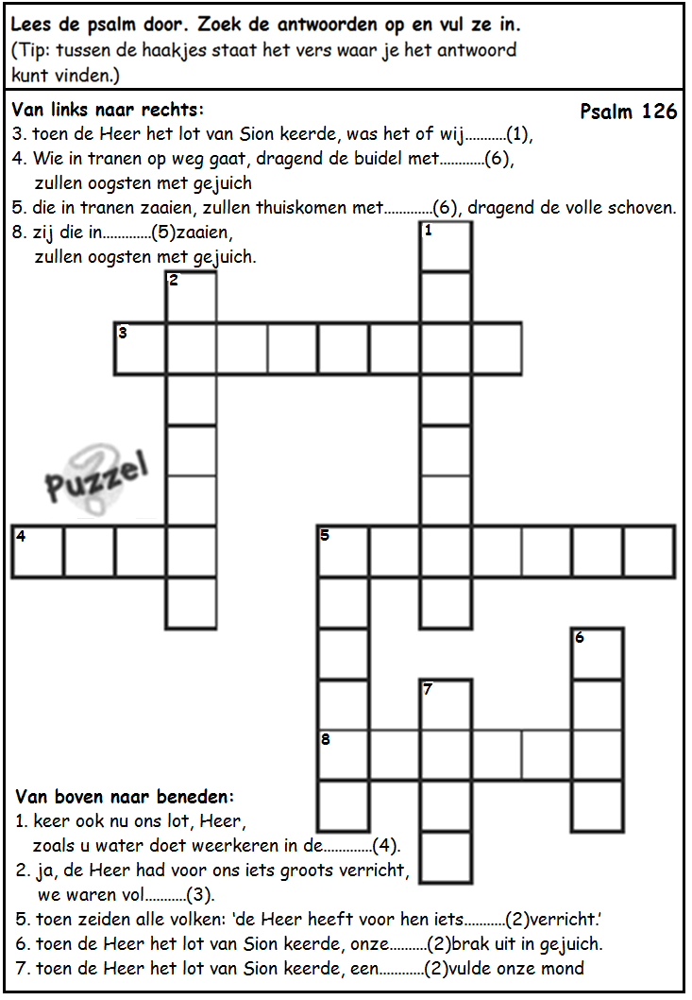 Lees de psalm door. Zoek de antwoorden op en vul ze in.
(Tip: tussen de haakjes staat het vers waar je het antwoord
kunt vinden.)
Van links naar rechts:
Psalm 126
3. toen de Heer het lot van Sion keerde, was het of wij...........(1),
4. Wie in tranen op weg gaat, dragend de buidel met............(6),
zullen oogsten met gejuich
5. die in tranen zaaien, zullen thuiskomen met.............(6), dragend de volle schoven.
8. zij die in.............(5)zaaien,
zullen oogsten met gejuich.
1
2
3
Puzzel
?
4
5
6
7
8
Van boven naar beneden:
1. keer ook nu ons lot, Heer,
zoals u water doet weerkeren in de.............(4).
2. ja, de Heer had voor ons iets groots verricht,
we waren vol...........(3).
5. toen zeiden alle volken: ‘de Heer heeft voor hen iets...........(2)verricht.’
6. toen de Heer het lot van Sion keerde, onze..........(2)brak uit in gejuich.
7. toen de Heer het lot van Sion keerde, een............(2)vulde onze mond